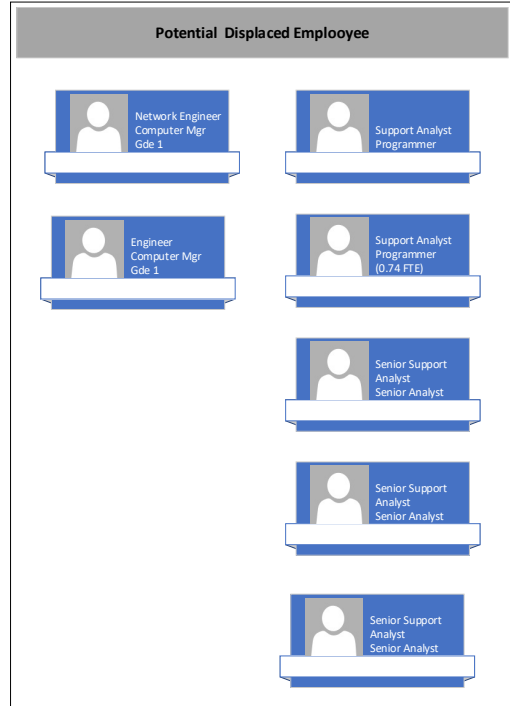 Potential Displaced Emplooyee
Network Engineer
Computer Mgr
Gde 1
Support Analyst
Programmer
Engineer
Computer Mgr
Gde 1
Support Analyst
Programmer
(0.74 FTE)
Senior Support
Analyst
Senior Analyst
Senior Support
Analyst
Senior Analyst
Senior Support
Analyst
Senior Analyst